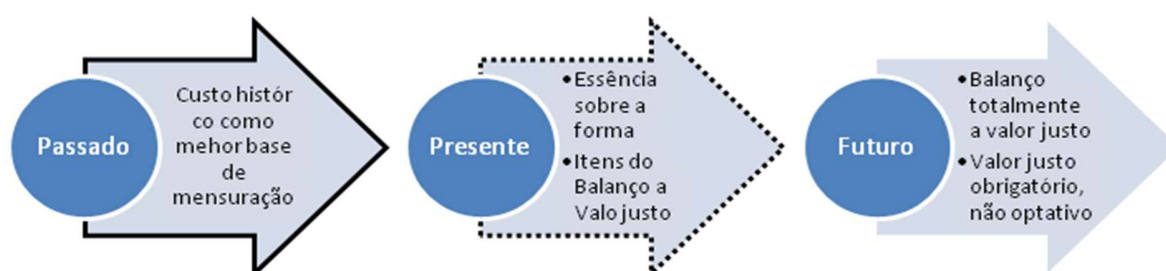 Passado
Custo histór
co como
mehor base
de
mensuração
Presente
•Essência
sobre a
forma
•Itens do
Balanço a
Valo justo
Futuro
•Balanço
totalmente
a valor justo
•Valor justo
obrigatório,
não optativo